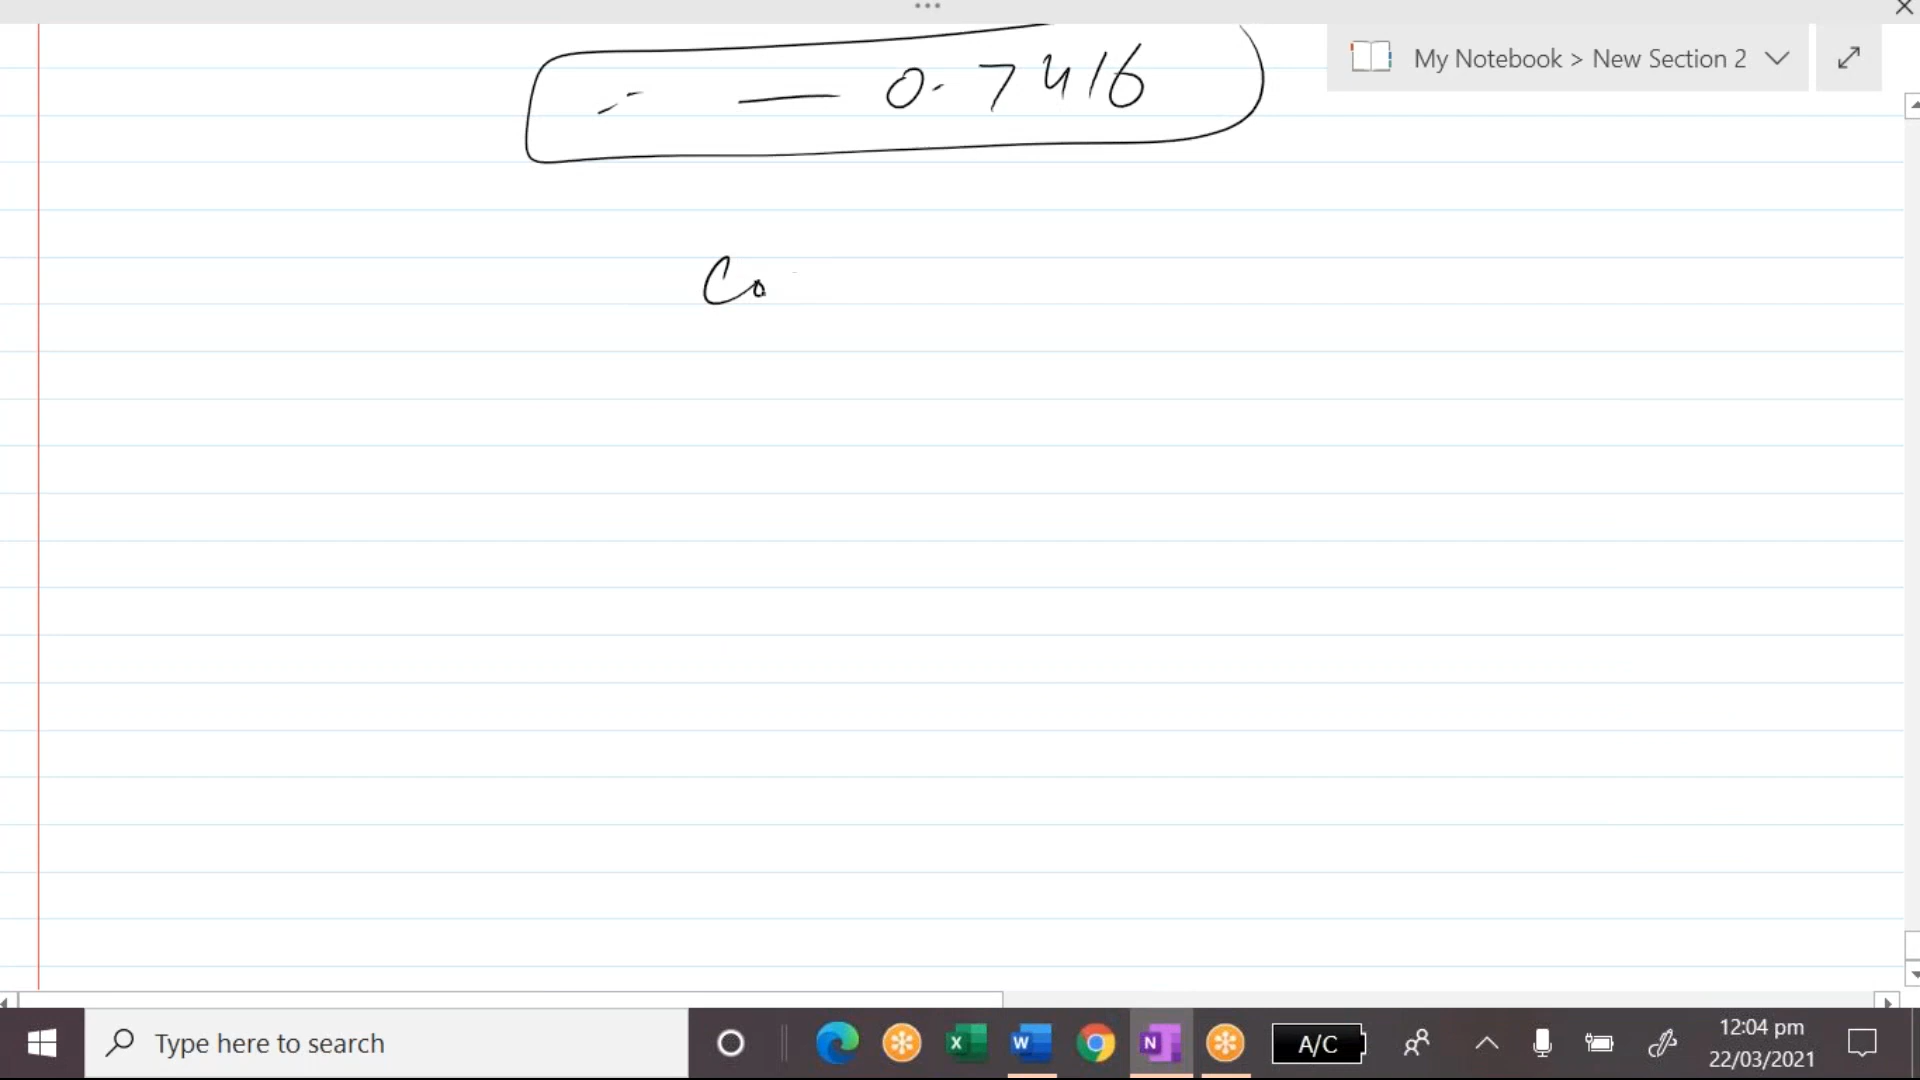 My Notebook > New Section 2
= — 0.7416
Co
Type here to search
A/C
12:04 pm
22/03/2021